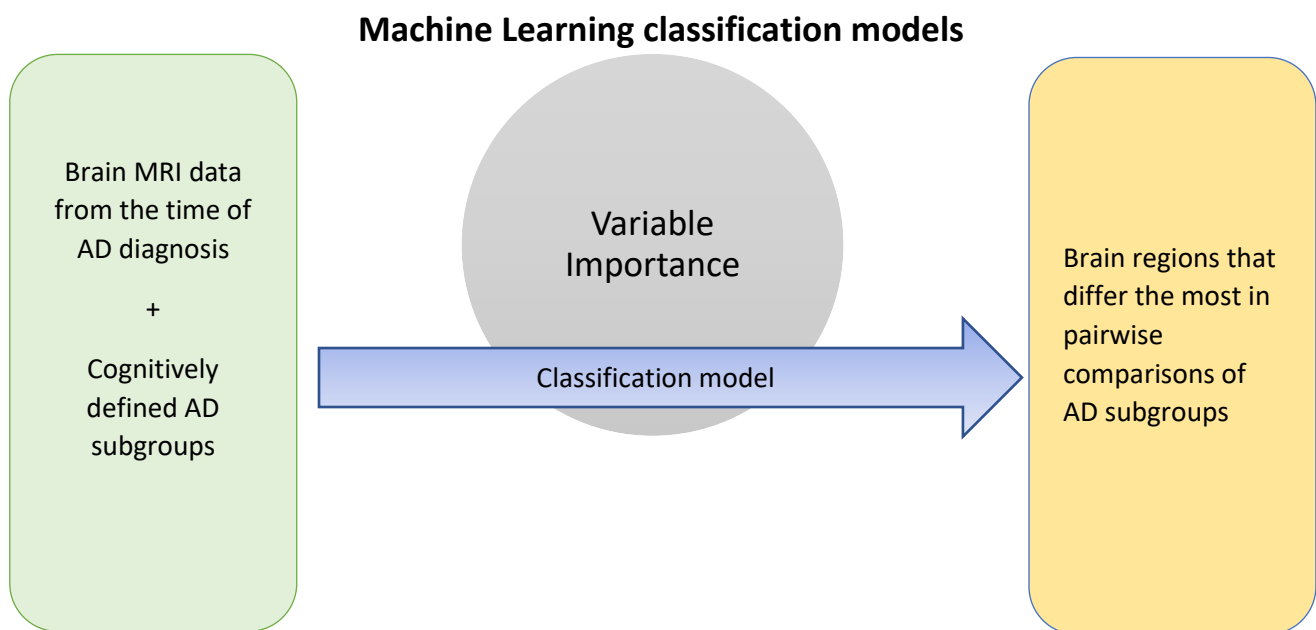 Machine Learning classification models
Brain MRI data
from the time of
AD diagnosis
+
Cognitively
defined AD
subgroups
Variable
Importance
Classification model
Brain regions that
differ the most in
pairwise
comparisons of
AD subgroups